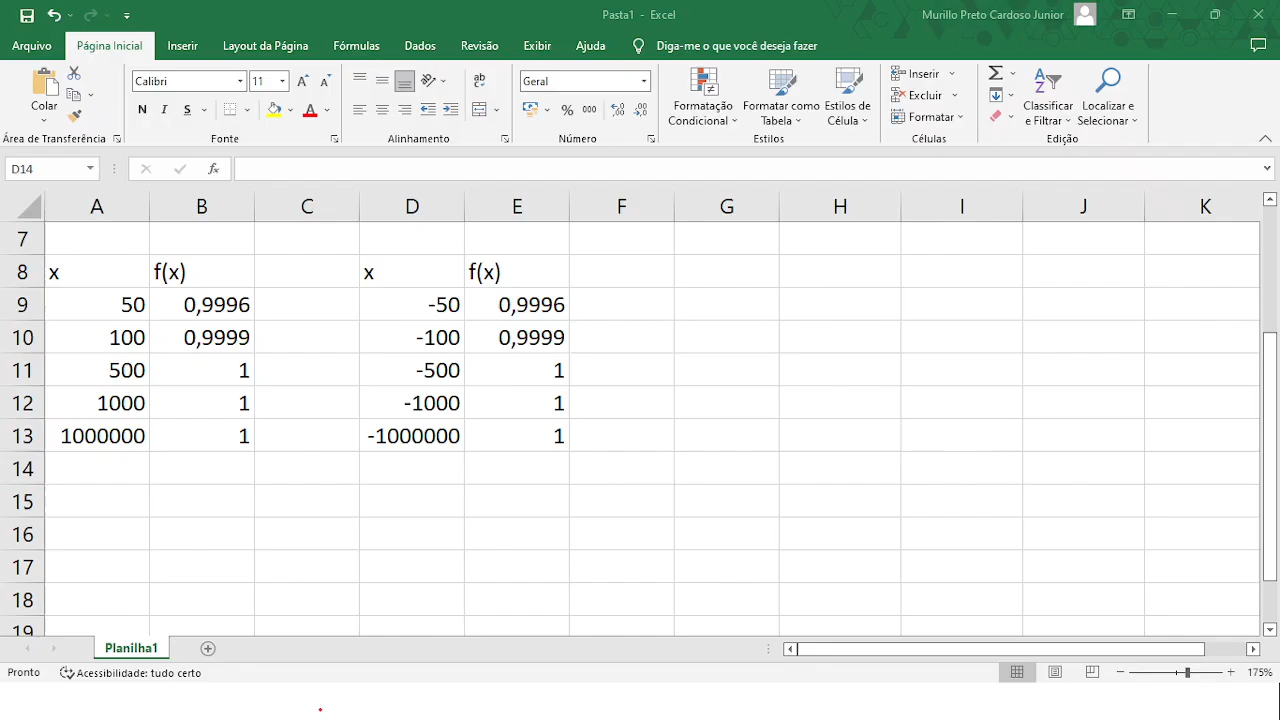 Pasta1 - Excel
Murillo Preto Cardoso Junior
Arquivo Página Inicial Inserir Layout da Página Fórmulas Dados Revisão Exibir Ajuda Diga-me o que você deseja fazer
Colar
Área de Transferência
Calibri 11
N I S A
Fonte
ab
Alinhamento
Geral
% 000
Número
Formatação Condicional
Formatar como Tabela
Estilos de Célula
Estilos
Inserir
Excluir
Formatar
Células
Classificar e Filtrar
Localizar e Selecionar
Edição
D14 fx
A B C D E F G H I J K
7
8 x f(x) x f(x)
9 50 0,9996 -50 0,9996
10 100 0,9999 -100 0,9999
11 500 1 -500 1
12 1000 1 -1000 1
13 1000000 1 -1000000 1
14
15
16
17
18
19
Planilha1
Pronto Acessibilidade: tudo certo 175%